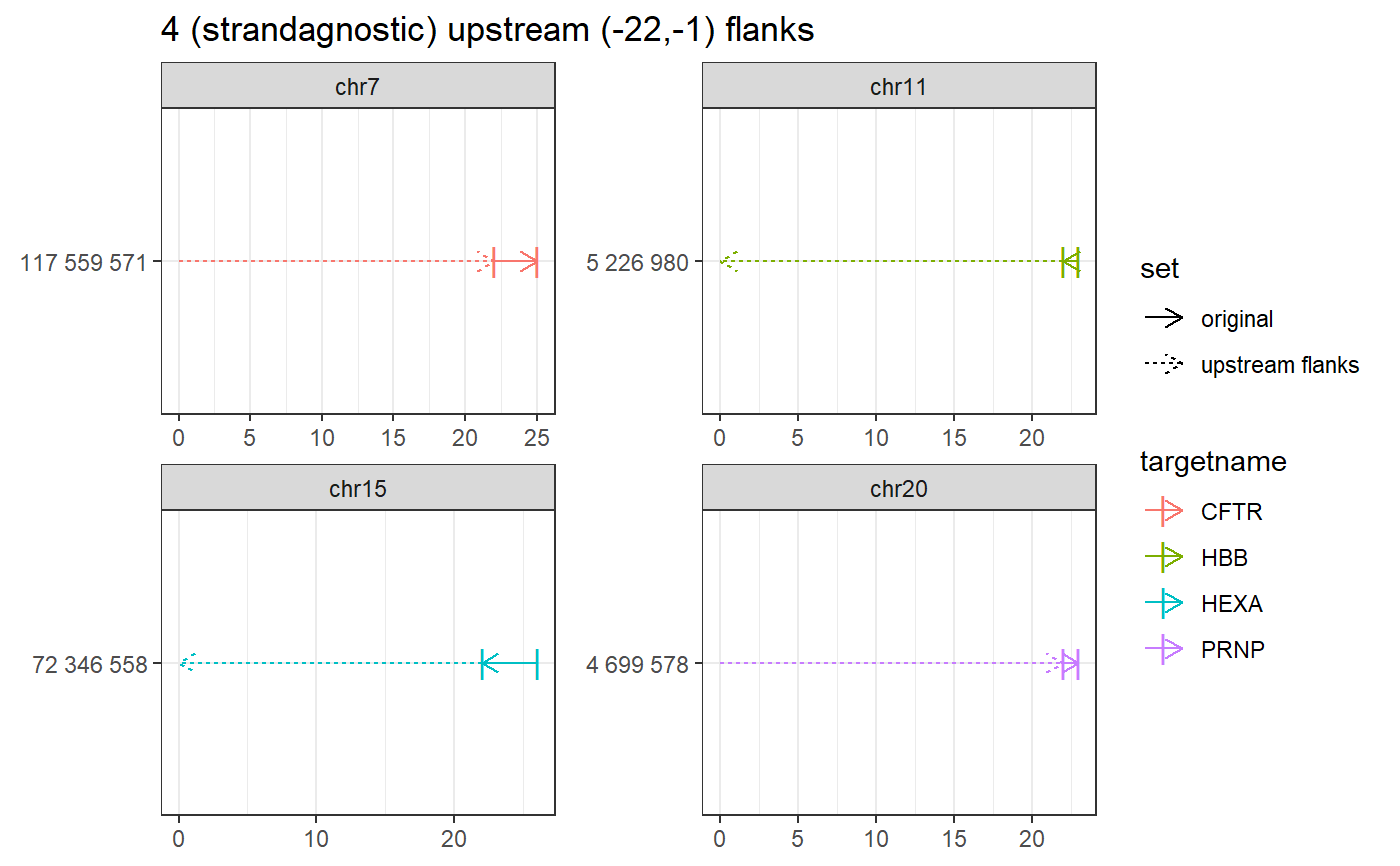 4 (strandagnostic) upstream (-22,-1) flanks
chr7
chr11
117 559 571
5 226 980
0 5 10 15 20 25
0 5 10 15 20
chr15
chr20
72 346 558
4 699 578
0 10 20
0 5 10 15 20
set
original
upstream flanks
targetname
CFTR
HBB
HEXA
PRNP